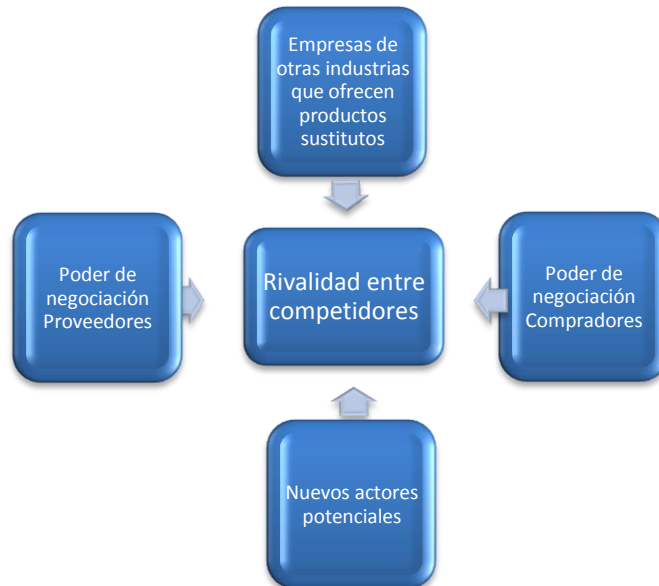 Empresas de
otras industrias
que ofrecen
productos
sustitutos
Poder de
negociación
Proveedores
Rivalidad entre
competidores
Poder de
negociación
Compradores
Nuevos actores
potenciales